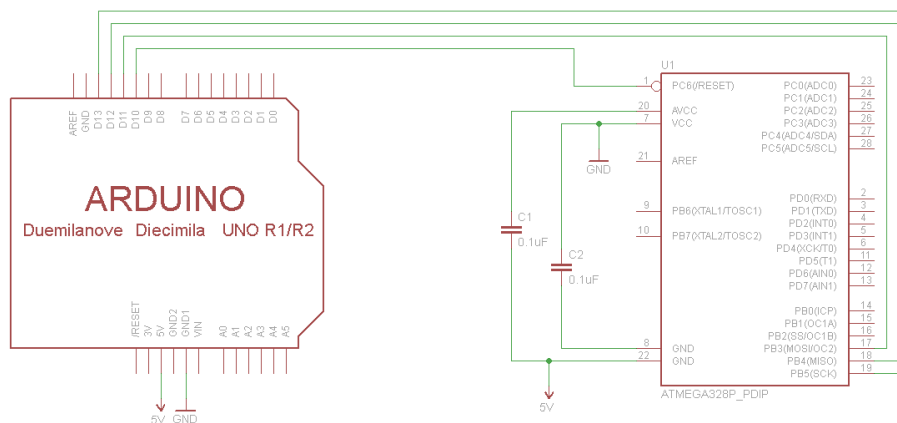 AREF
GND
D13
D12
D11
D10
D9
D8
D7
D6
D5
D4
D3
D2
D1
D0
ARDUINO
Duemilanove Diecimila UNO R1/R2
/RESET
3V
5V
GND2
GND1
VIN
A0
A1
A2
A3
A4
A5
5V
GND
C1
0.1uF
C2
0.1uF
GND
5V
U1
1 PC6(/RESET)
20 AVCC
7 VCC
21 AREF
9 PB6(XTAL1/TOSC1)
10 PB7(XTAL2/TOSC2)
8 GND
22 GND
PC0(ADC0) 23
PC1(ADC1) 24
PC2(ADC2) 25
PC3(ADC3) 26
PC4(ADC4/SDA) 27
PC5(ADC5/SCL) 28
PD0(RXD) 2
PD1(TXD) 3
PD2(INT0) 4
PD3(INT1) 5
PD4(XCK/T0) 6
PD5(T1) 11
PD6(AIN0) 12
PD7(AIN1) 13
PB0(ICP) 14
PB1(OC1A) 15
PB2(SS/OC1B) 16
PB3(MOSI/OC2) 17
PB4(MISO) 18
PB5(SCK) 19
ATMEGA328P_PDIP